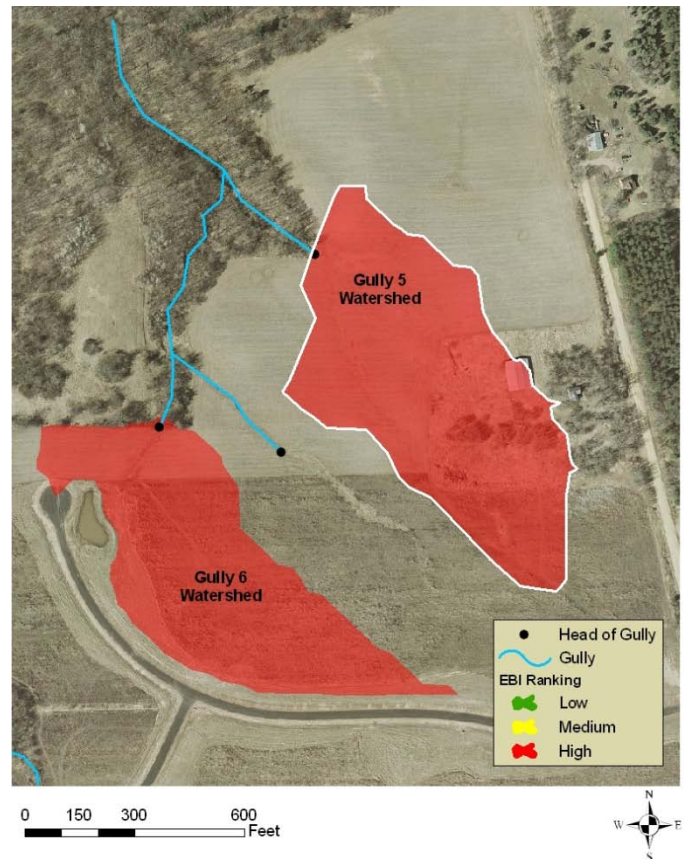 Gully 5
Watershed
Gully 6
Watershed
Head of Gully
Gully
EBI Ranking
Low
Medium
High
0 150 300 600
Feet
N
W E
S